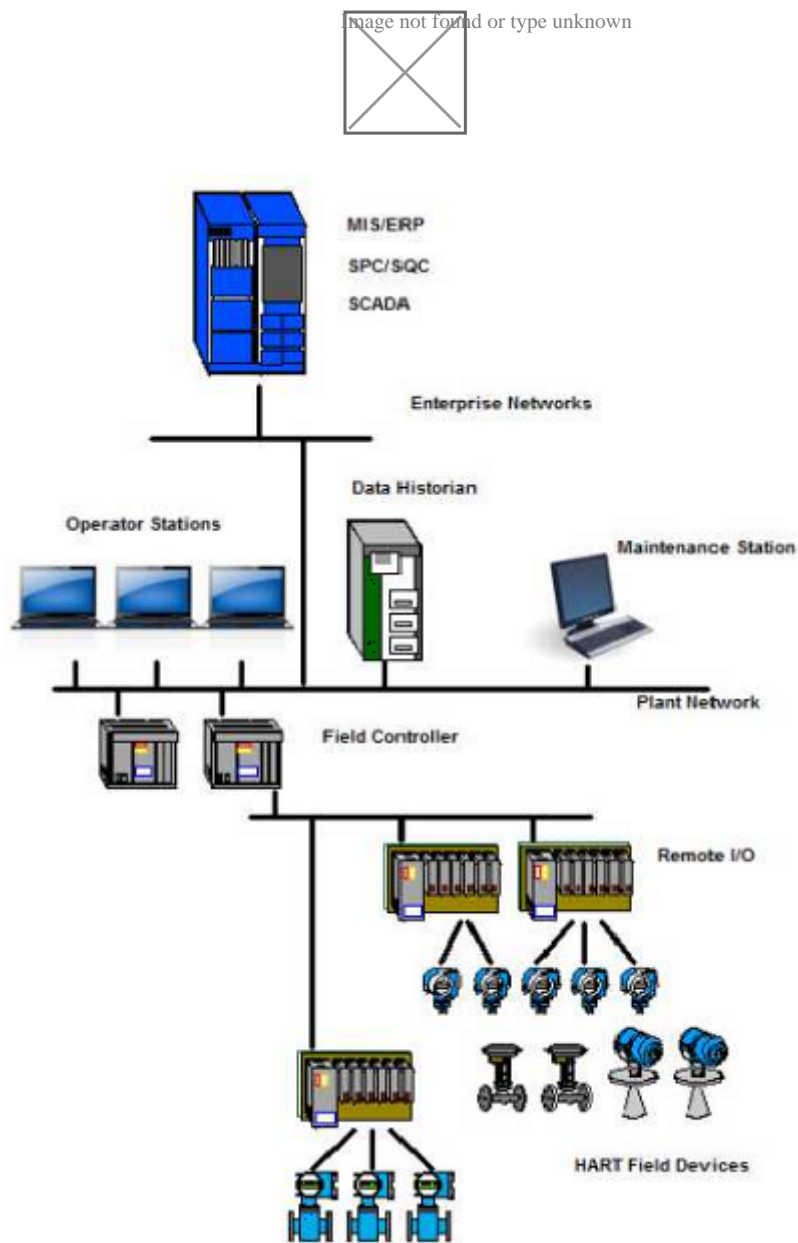 Image not found or type unknown
MIS/ERP
SPC/SQC
SCADA
Enterprise Networks
Data Historian
Operator Stations
Maintenance Station
Plant Network
Field Controller
Remote I/O
HART Field Devices